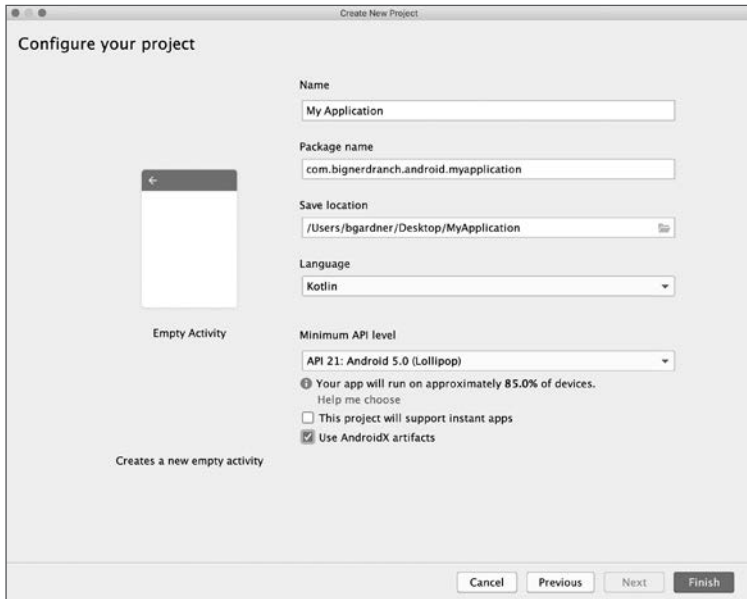 Create New Project
Configure your project
Name
My Application
Package name
com.bignerdranch.android.myapplication
Save location
/Users/bgardner/Desktop/MyApplication
Language
Kotlin
Empty Activity
Minimum API level
API 21: Android 5.0 (Lollipop)
Your app will run on approximately 85.0% of devices.
Help me choose
This project will support instant apps
Use AndroidX artifacts
Creates a new empty activity
Cancel Previous Next Finish